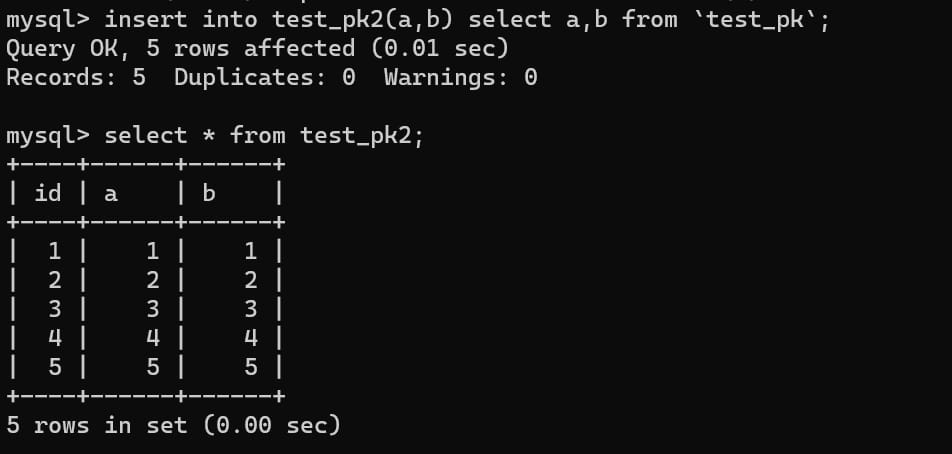 mysql> insert into test_pk2(a,b) select a,b from `test_pk`;
Query OK, 5 rows affected (0.01 sec)
Records: 5  Duplicates: 0  Warnings: 0

mysql> select * from test_pk2;
+----+------+------+
| id | a    | b    |
+----+------+------+
|  1 |    1 |    1 |
|  2 |    2 |    2 |
|  3 |    3 |    3 |
|  4 |    4 |    4 |
|  5 |    5 |    5 |
+----+------+------+
5 rows in set (0.00 sec)